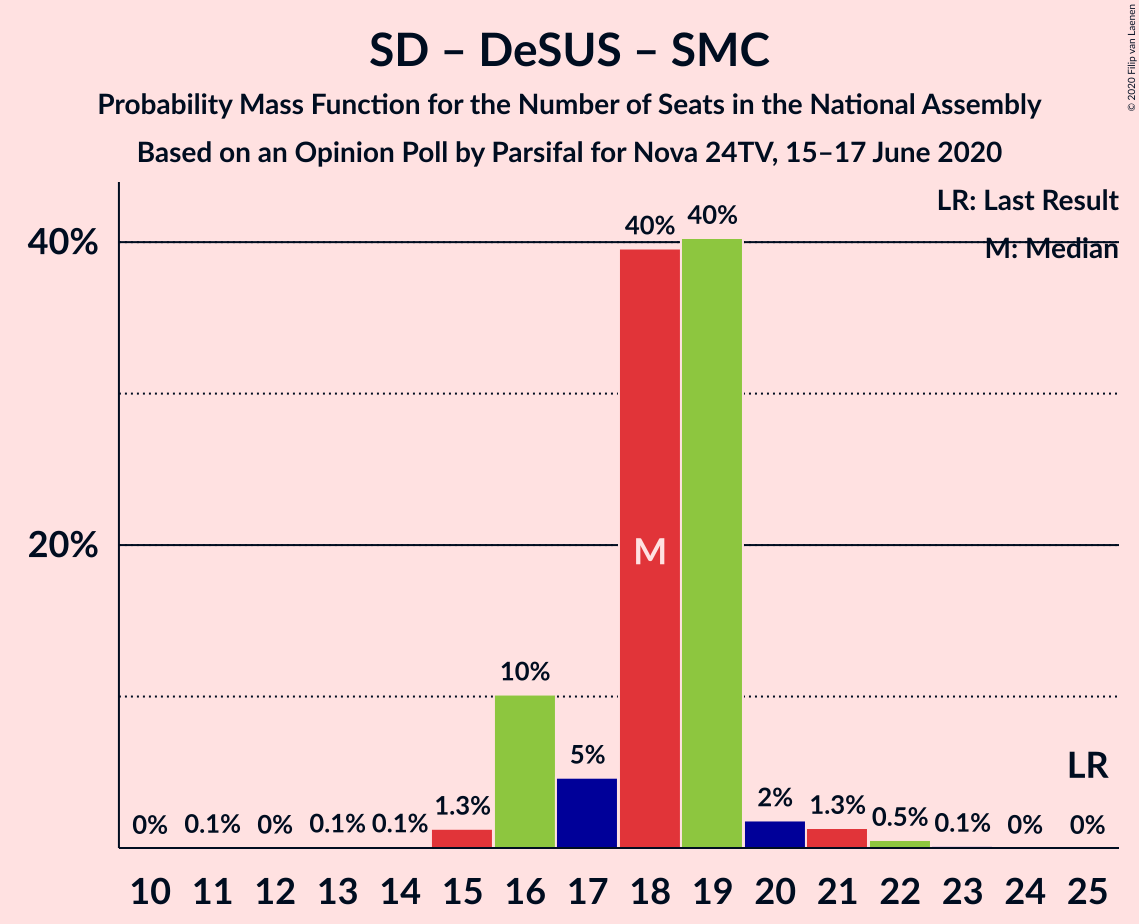 SD – DeSUS – SMC
Probability Mass Function for the Number of Seats in the National Assembly
Based on an Opinion Poll by Parsifal for Nova 24TV, 15–17 June 2020
© 2020 Filip van Laenen
LR: Last Result
M: Median
40%
20%
0% 0.1% 0% 0.1% 0.1% 1.3% 10% 5% 40% 40% 2% 1.3% 0.5% 0.1% 0% 0%
M
LR
10 11 12 13 14 15 16 17 18 19 20 21 22 23 24 25